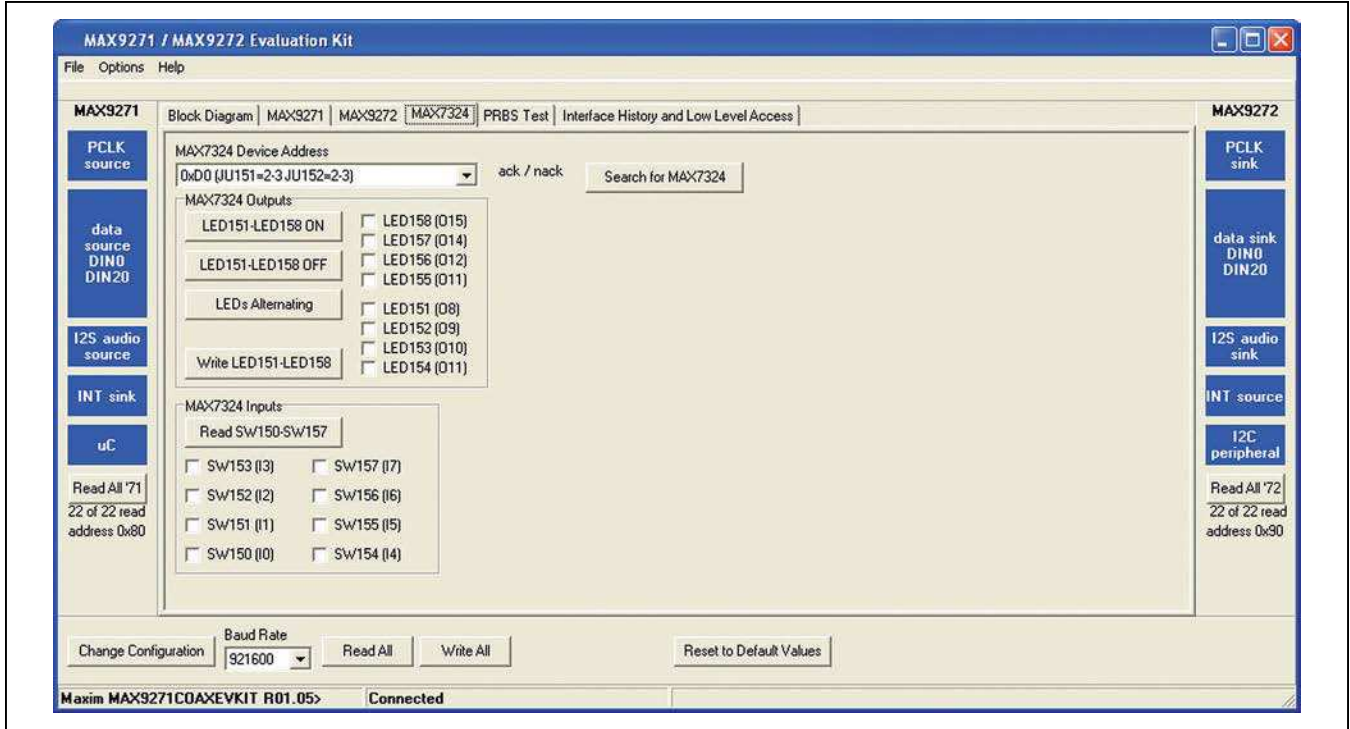 MAX9271 / MAX9272 Evaluation Kit
File Options Help
MAX9271
PCLK
source
data
source
DIN0
DIN20
I2S audio
source
INT sink
uC
Read All '71
22 of 22 read
address 0x80
Block Diagram MAX9271 MAX9272 MAX7324 PRBS Test Interface History and Low Level Access
MAX7324 Device Address
0xD0 (JU151=2-3 JU152=2-3)
ack / nack
Search for MAX7324
MAX7324 Outputs
LED151-LED158 ON
LED151-LED158 OFF
LEDs Alternating
Write LED151-LED158
LED158 (O15)
LED157 (O14)
LED156 (O12)
LED155 (O11)
LED151 (O8)
LED152 (O9)
LED153 (O10)
LED154 (O11)
MAX7324 Inputs
Read SW150-SW157
SW153 (I3) SW157 (I7)
SW152 (I2) SW156 (I6)
SW151 (I1) SW155 (I5)
SW150 (I0) SW154 (I4)
MAX9272
PCLK
sink
data sink
DIN0
DIN20
I2S audio
sink
INT source
I2C
peripheral
Read All '72
22 of 22 read
address 0x90
Change Configuration
Baud Rate
921600
Read All
Write All
Reset to Default Values
Maxim MAX9271COAXEVKIT R01.05> Connected